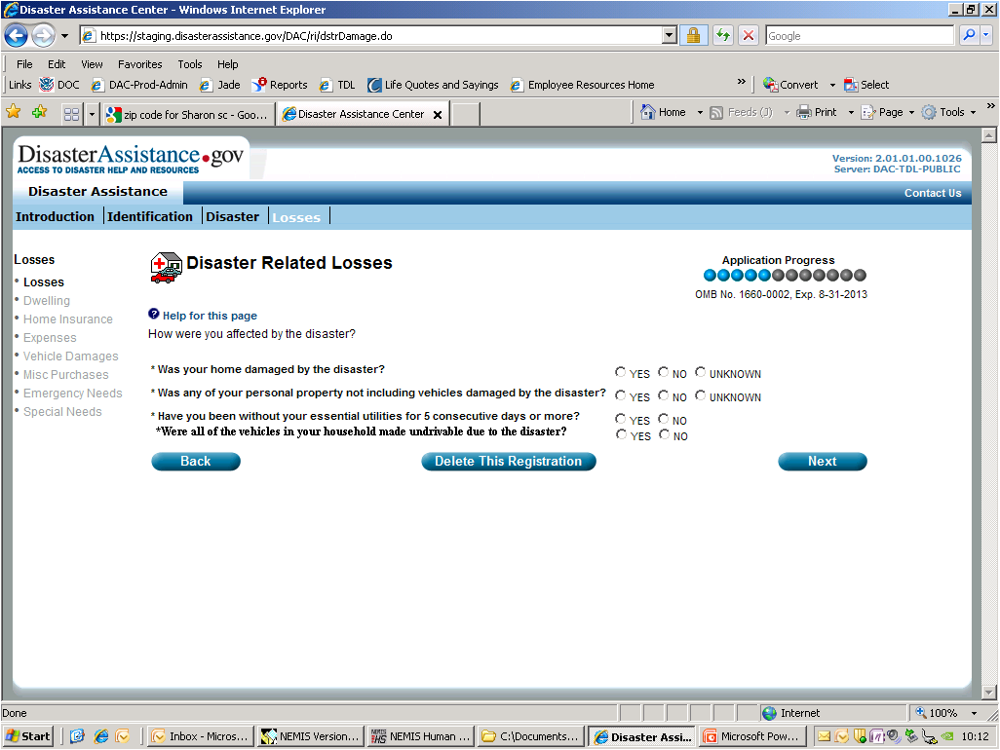 Disaster Assistance Center - Windows Internet Explorer
https://staging.disasterassistance.gov/DAC/ri/dstrDamage.do
Google
File Edit View Favorites Tools Help
Links DOC DAC-Prod-Admin Jade Reports TDL Life Quotes and Savings Employee Resources Home » Convert Select
zip code for Sharon sc - Goo... Disaster Assistance Center Home Feeds (J) Print Page Tools »
DisasterAssistance.gov
ACCESS TO DISASTER HELP AND RESOURCES
Version: 2.01.01.00.1026
Server: DAC-TDL-PUBLIC
Disaster Assistance
Contact Us
Introduction Identification Disaster Losses
Losses
• Losses
• Dwelling
• Home Insurance
• Expenses
• Vehicle Damages
• Misc Purchases
• Emergency Needs
• Special Needs
Disaster Related Losses
Application Progress
OMB No. 1660-0002, Exp. 8-31-2013
? Help for this page
How were you affected by the disaster?
* Was your home damaged by the disaster? YES NO UNKNOWN
* Was any of your personal property not including vehicles damaged by the disaster? YES NO UNKNOWN
* Have you been without your essential utilities for 5 consecutive days or more? YES NO
*Were all of the vehicles in your household made undrivable due to the disaster? YES NO
Back Delete This Registration Next
Done Internet 100%
Start Inbox - Micros... NEMIS Version... NEMIS Human ... C:\Documents... Disaster Assi... Microsoft Pow... 10:12